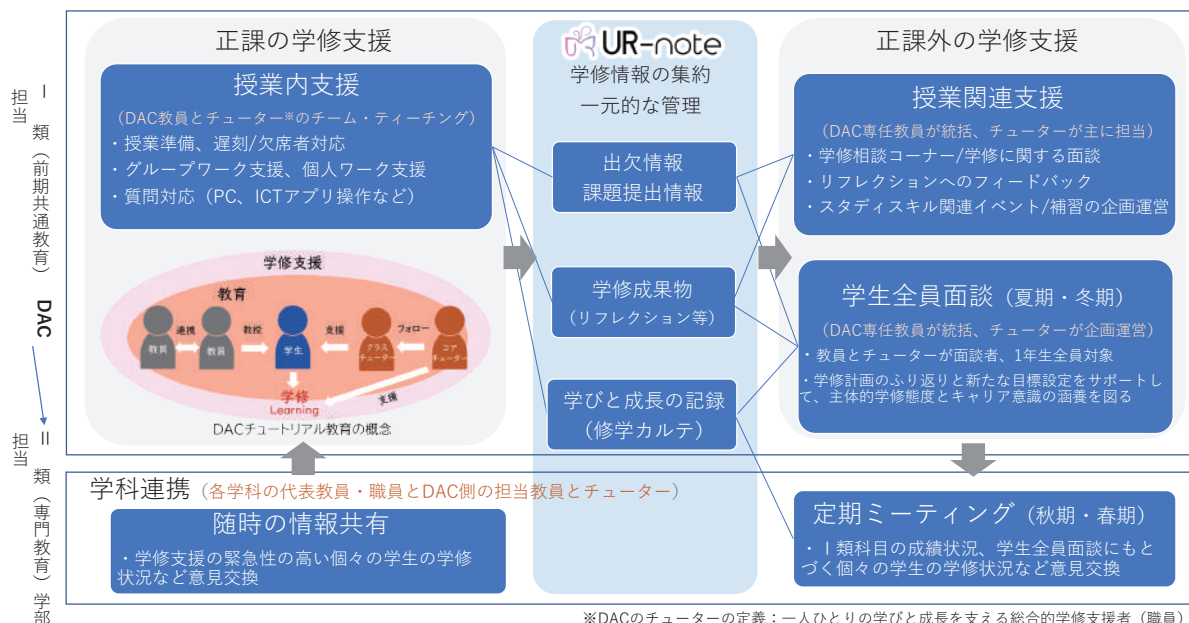 Ⅰ類（前期共通教育）
担当
DAC
Ⅱ類（専門教育）学部
担当
正課の学修支援
授業内支援
（DAC教員とチューター※のチーム・ティーチング）
・授業準備、遅刻/欠席者対応
・グループワーク支援、個人ワーク支援
・質問対応（PC、ICTアプリ操作など）
学修支援
教育
連携
教授
支援
フォロー
教員
教員
学生
クラス
チューター
コア
チューター
学修
Learning
支援
DACチュートリアル教育の概念
UR-note
学修情報の集約
一元的な管理
出欠情報
課題提出情報
学修成果物
（リフレクション等）
学びと成長の記録
（修学カルテ）
正課外の学修支援
授業関連支援
（DAC専任教員が統括、チューターが主に担当）
・学修相談コーナー/学修に関する面談
・リフレクションへのフィードバック
・スタディスキル関連イベント/補習の企画運営
学生全員面談（夏期・冬期）
（DAC専任教員が統括、チューターが企画運営）
・教員とチューターが面談者、1年生全員対象
・学修計画のふり返りと新たな目標設定をサポートし
て、主体的学修態度とキャリア意識の涵養を図る
学科連携（各学科の代表教員・職員とDAC側の担当教員とチューター）
随時の情報共有
・学修支援の緊急性の高い個々の学生の学修
状況など意見交換
定期ミーティング（秋期・春期）
・Ⅰ類科目の成績状況、学生全員面談にもと
づく個々の学生の学修状況など意見交換
※DACのチューターの定義：一人ひとりの学びと成長を支える総合的学修支援者（職員）